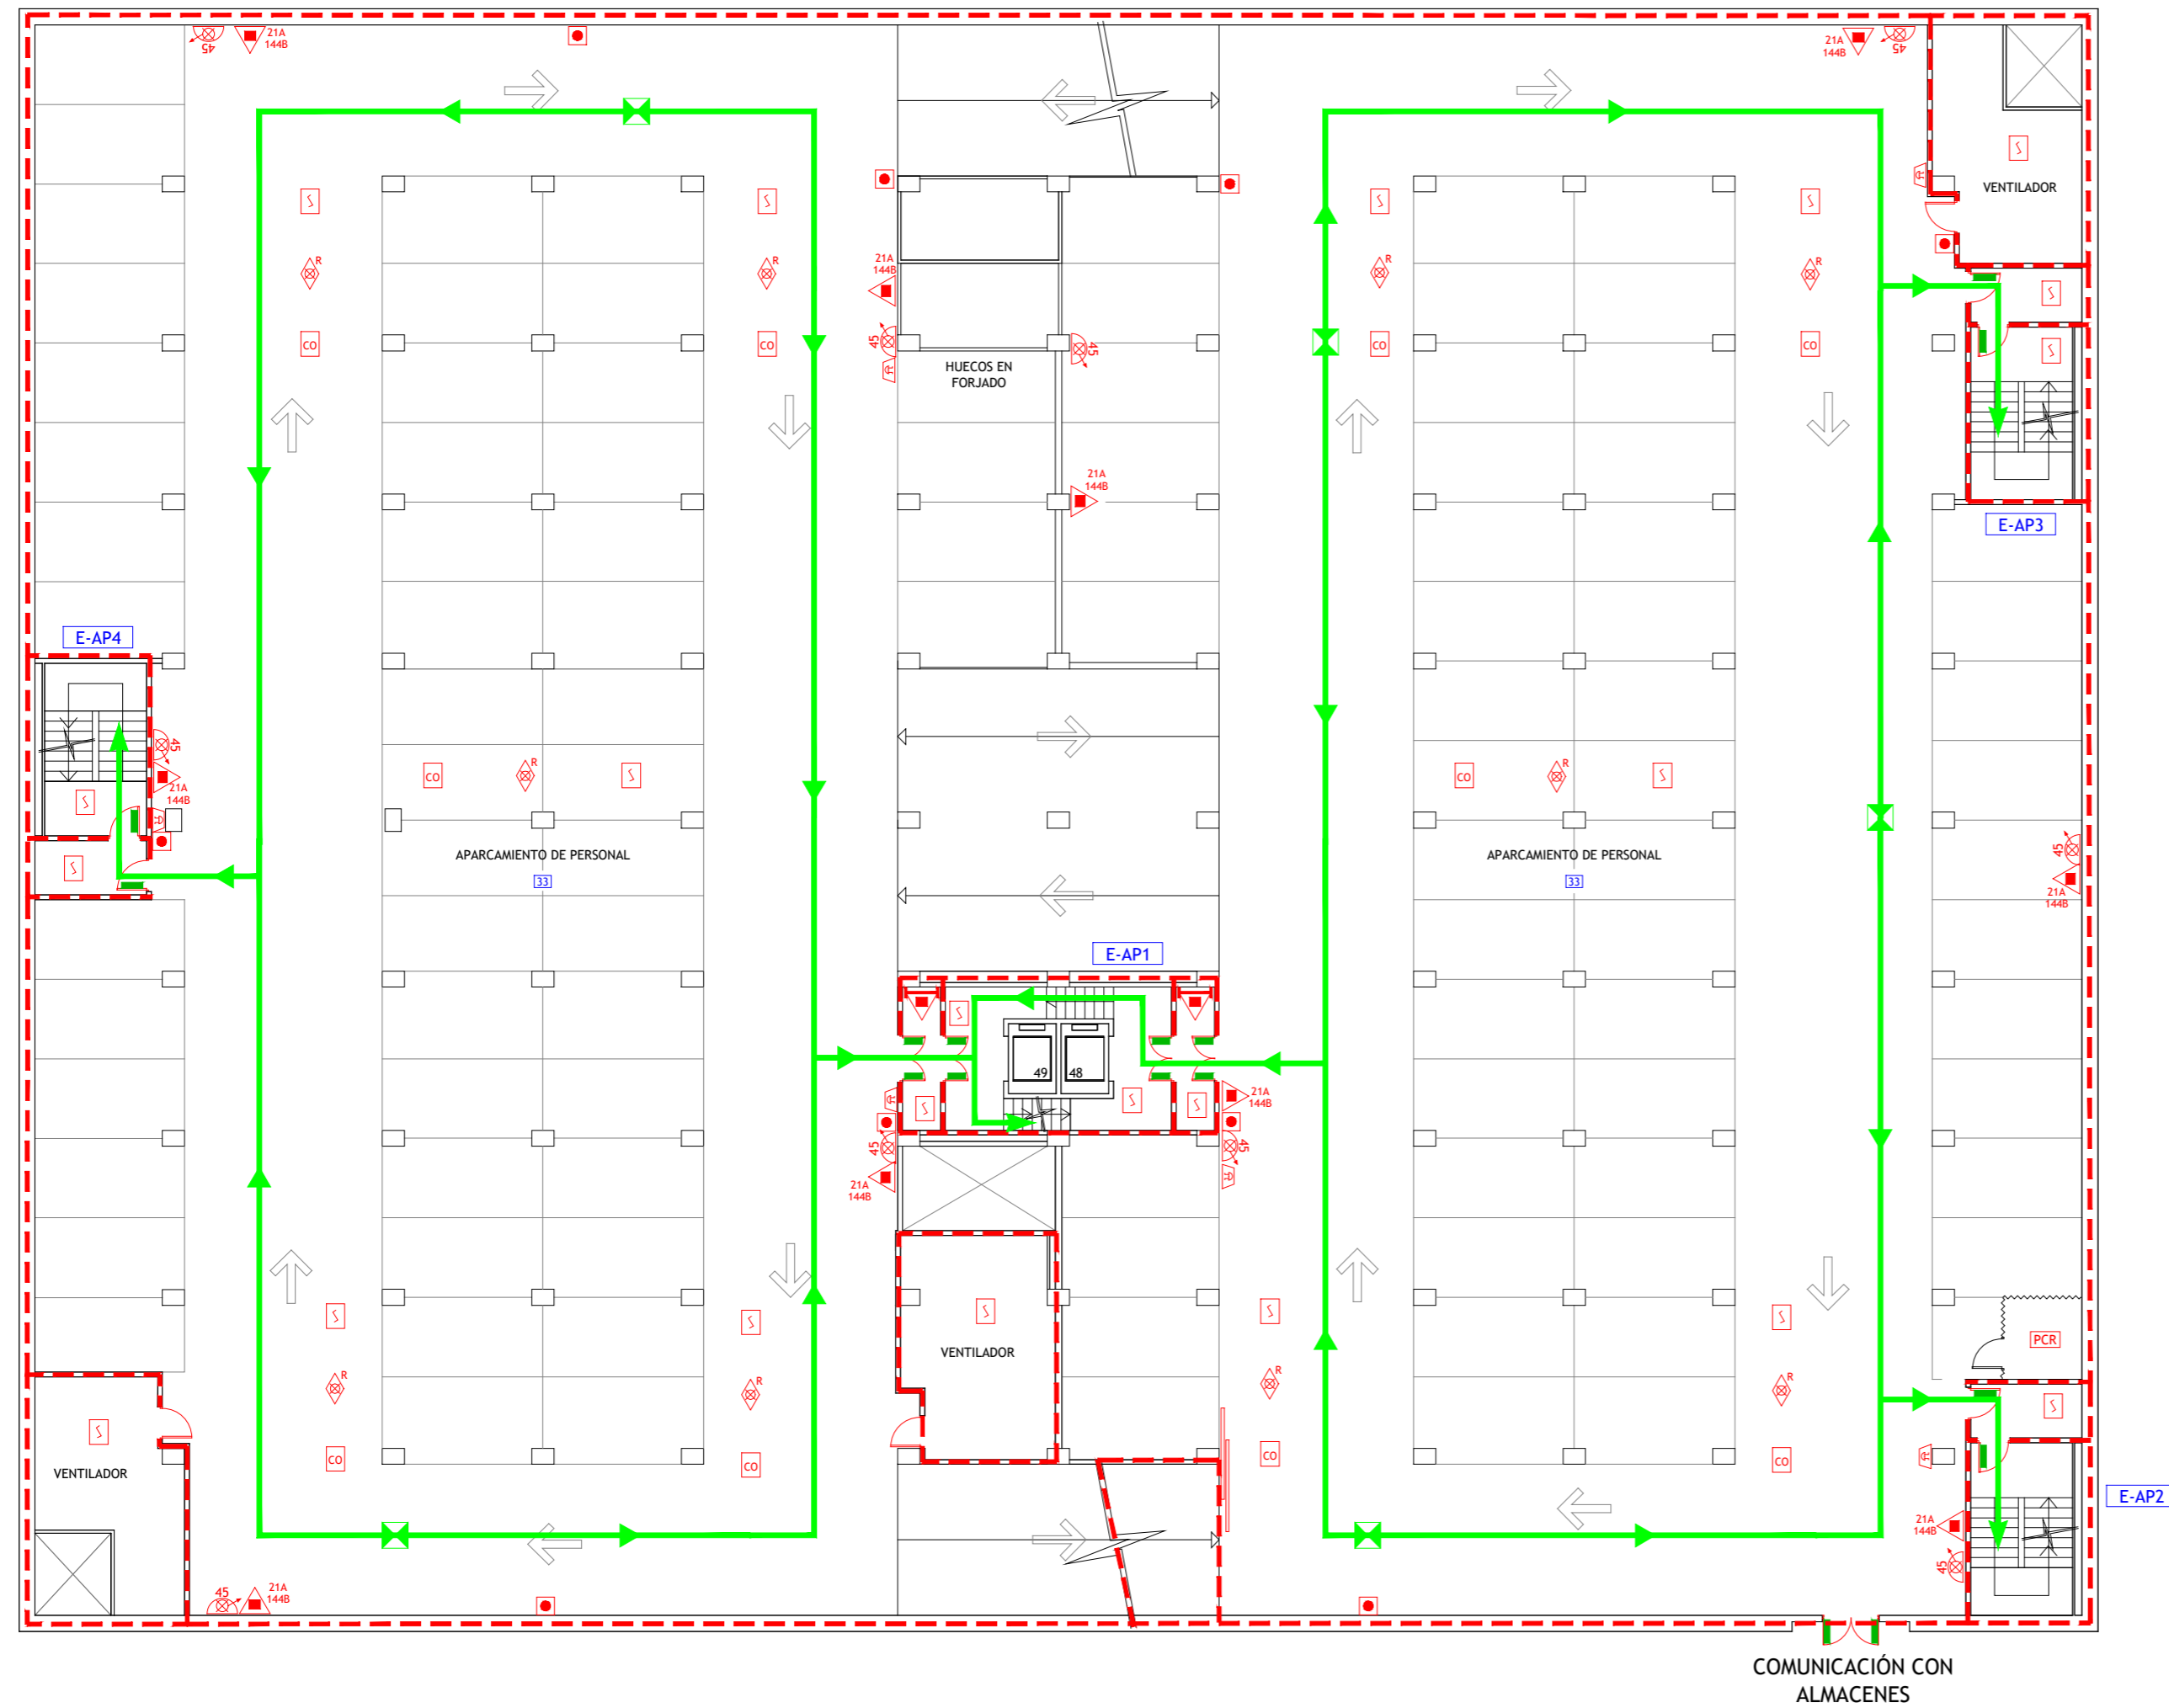 45
21A
144B
21A
144B
45
VENTILADOR
R
R
R
R
21A
144B
CO
CO
45
45
CO
CO
HUECOS EN
FORJADO
21A
144B
E-AP3
E-AP4
45
21A
144B
CO
R
CO
R
APARCAMIENTO DE PERSONAL
33
APARCAMIENTO DE PERSONAL
33
45
21A
144B
E-AP1
49
48
21A
144B
45
45
21A
144B
VENTILADOR
PCR
R
R
R
R
CO
CO
CO
CO
VENTILADOR
E-AP2
21A
144B
45
45
21A
144B
COMUNICACIÓN CON
ALMACENES